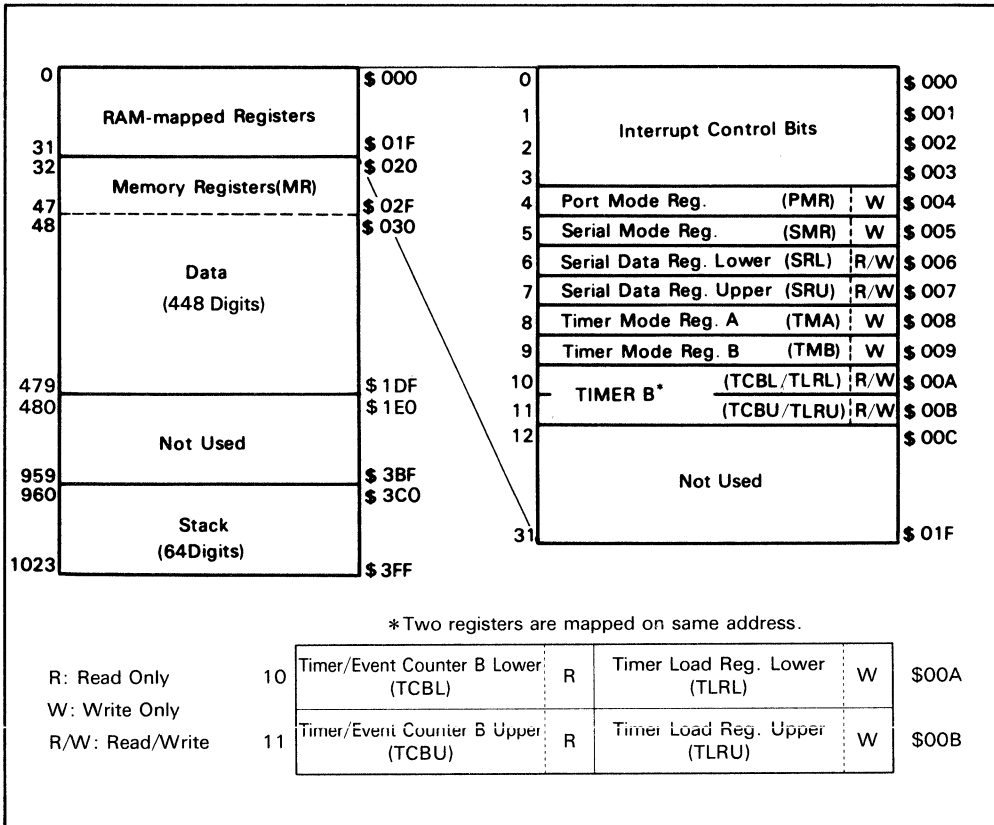 0 $ 000
RAM-mapped Registers
31 $ 01F
32 $ 020
Memory Registers(MR)
47 $ 02F
48 $ 030
Data
(448 Digits)
479 $ 1DF
480 $ 1E0
Not Used
959 $ 3BF
960 $ 3C0
Stack
(64Digits)
1023 $ 3FF
0 $ 000
1 $ 001
Interrupt Control Bits
2 $ 002
3 $ 003
4 Port Mode Reg. (PMR) W $ 004
5 Serial Mode Reg. (SMR) W $ 005
6 Serial Data Reg. Lower (SRL) R/W $ 006
7 Serial Data Reg. Upper (SRU) R/W $ 007
8 Timer Mode Reg. A (TMA) W $ 008
9 Timer Mode Reg. B (TMB) W $ 009
10 (TCBL/TLRL) R/W $ 00A
TIMER B*
11 (TCBU/TLRU) R/W $ 00B
12 $ 00C
Not Used
31 $ 01F
*Two registers are mapped on same address.
R: Read Only
W: Write Only
R/W: Read/Write
10 Timer/Event Counter B Lower R Timer Load Reg. Lower W $00A
(TCBL) (TLRL)
11 Timer/Event Counter B Upper R Timer Load Reg. Upper W $00B
(TCBU) (TLRU)